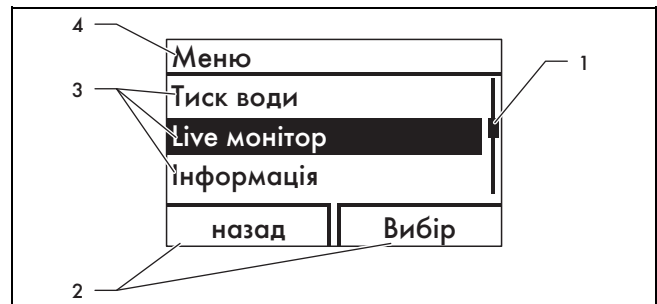 4
Меню
1
3
Тиск води
Live монітор
Інформація
назад Вибір
2